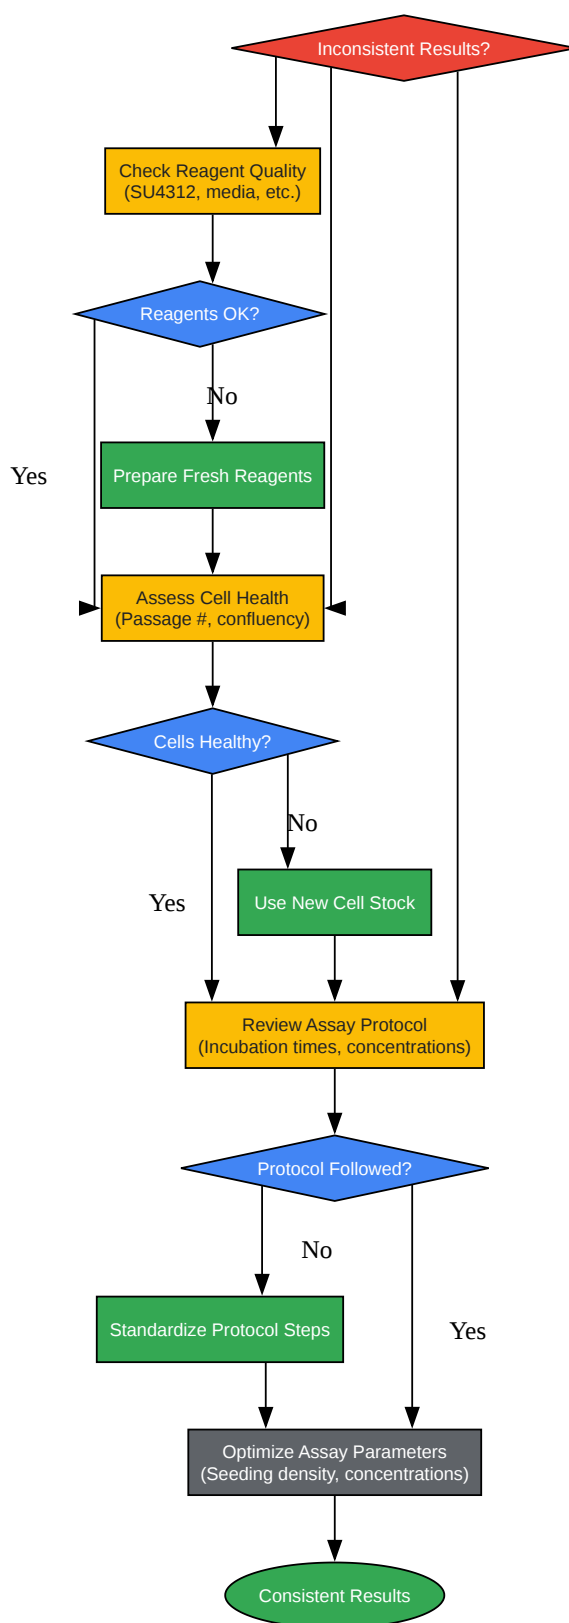 Inconsistent Results?
Check Reagent Quality
(SU4312, media, etc.)
Reagents OK?
No
Yes
Prepare Fresh Reagents
Assess Cell Health
(Passage #, confluency)
Cells Healthy?
No
Yes
Use New Cell Stock
Review Assay Protocol
(Incubation times, concentrations)
Protocol Followed?
No
Standardize Protocol Steps
Yes
Optimize Assay Parameters
(Seeding density, concentrations)
Consistent Results